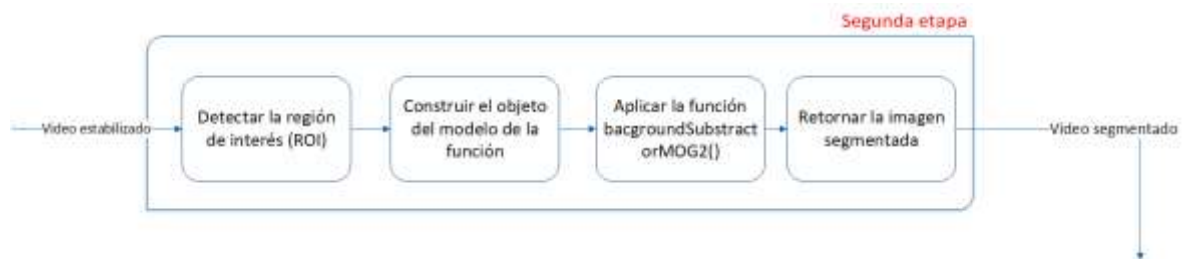 Segunda etapa
Video estabilizado
Detectar la región
de interés (ROI)
Construir el objeto
del modelo de la
función
Aplicar la función
bacgroundSubstract
orMOG2()
Retornar la imagen
segmentada
Video segmentado